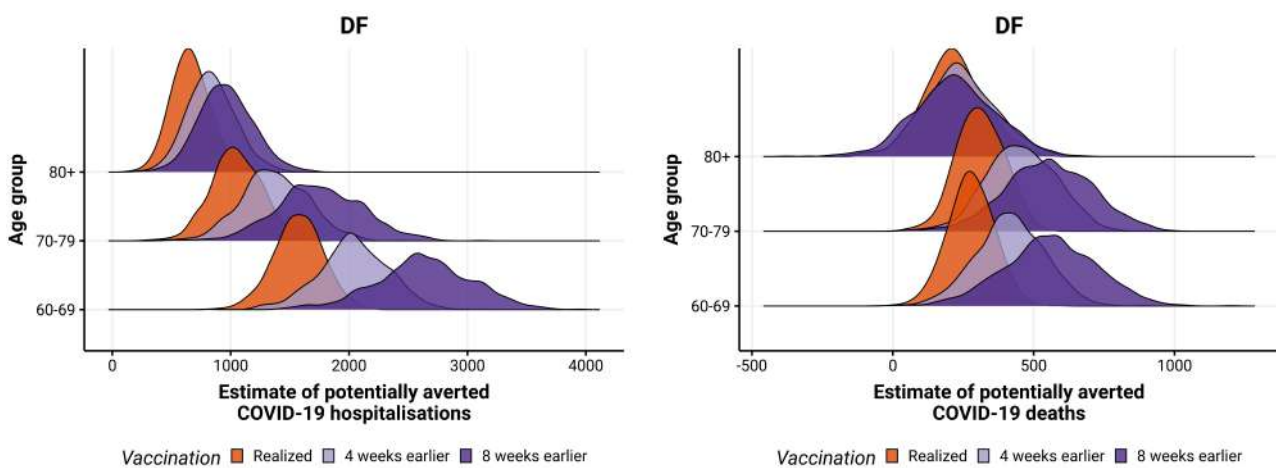 DF
Age group
80+
70-79
60-69
0 1000 2000 3000 4000
Estimate of potentially averted
COVID-19 hospitalisations
Vaccination Realized 4 weeks earlier 8 weeks earlier
DF
Age group
80+
70-79
60-69
-500 0 500 1000
Estimate of potentially averted
COVID-19 deaths
Vaccination Realized 4 weeks earlier 8 weeks earlier